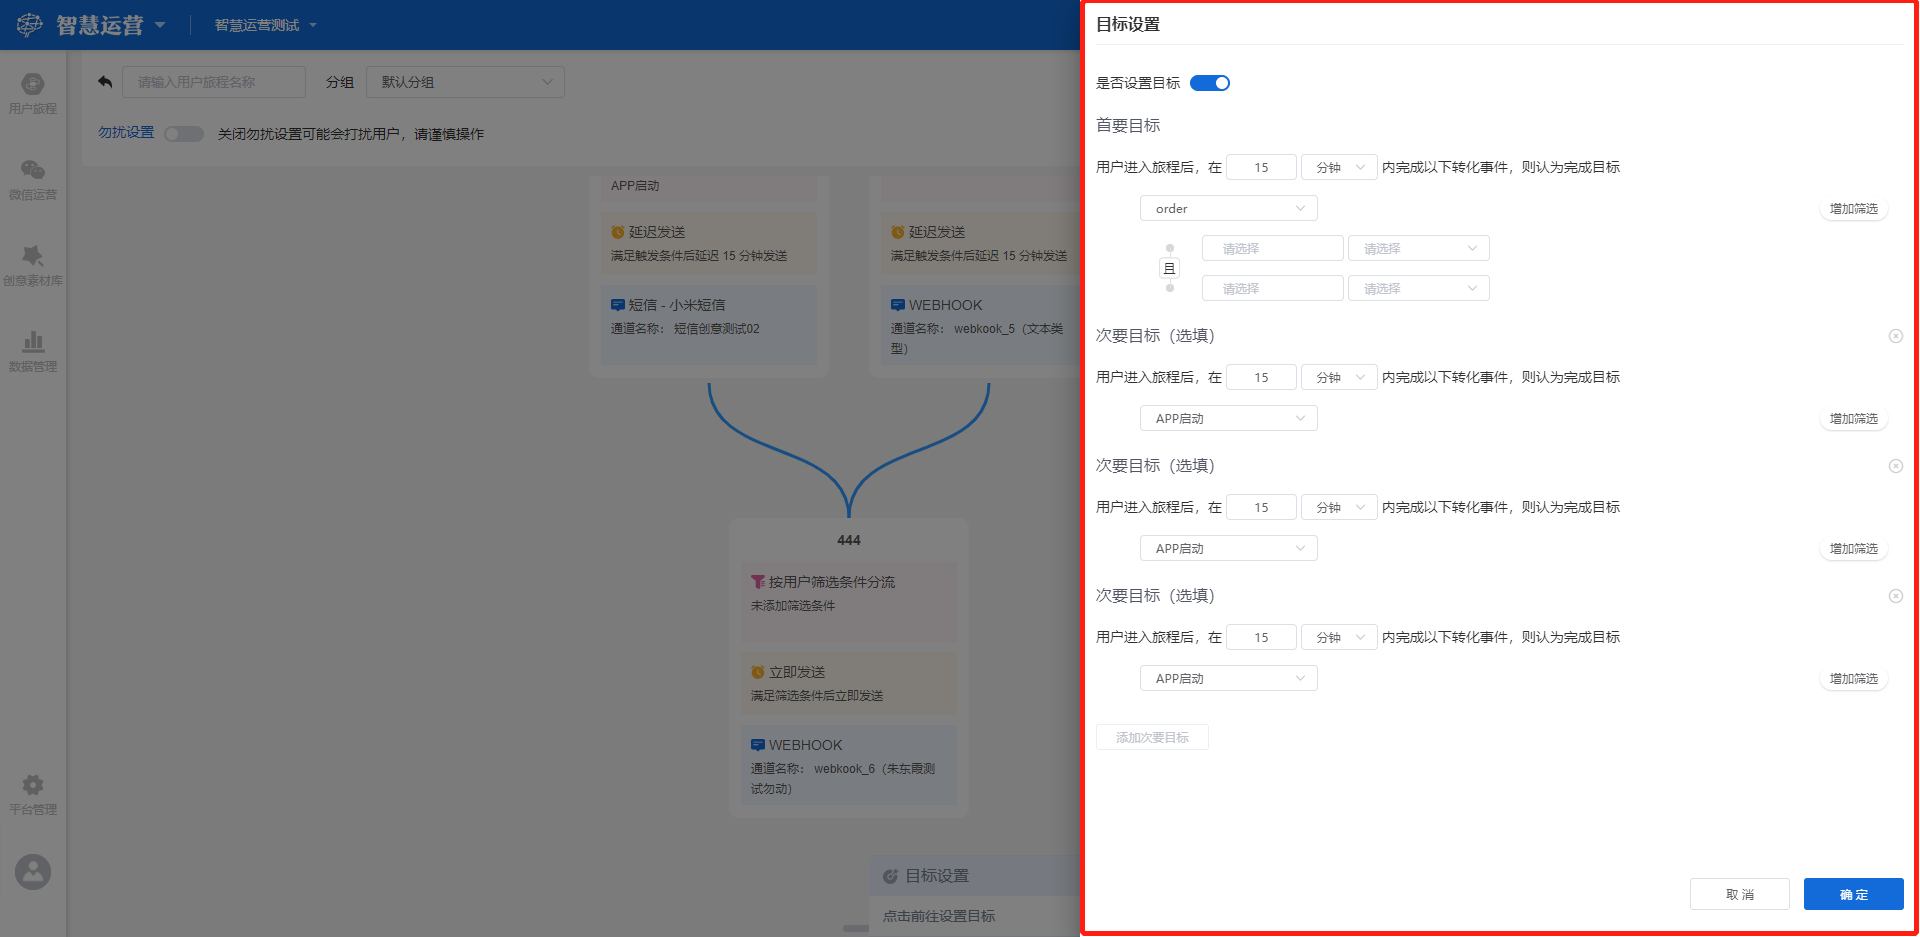 智慧运营
智慧运营测试
用户旅程
微信运营
创意素材库
数据管理
平台管理
请输入用户旅程名称
分组
默认分组
勿扰设置
关闭勿扰设置可能会打扰用户，请谨慎操作
APP启动
延迟发送
满足触发条件后延迟 15 分钟发送
短信 - 小米短信
通道名称： 短信创意测试02
延迟发送
满足触发条件后延迟 15 分钟发送
WEBHOOK
通道名称： webkook_5（文本类
型）
444
按用户筛选条件分流
未添加筛选条件
立即发送
满足筛选条件后立即发送
WEBHOOK
通道名称： webkook_6（朱东霞测
试勿动）
目标设置
点击前往设置目标
目标设置
是否设置目标
首要目标
用户进入旅程后，在 15 分钟 内完成以下转化事件，则认为完成目标
order 增加筛选
请选择 请选择
且
请选择 请选择
次要目标（选填）
用户进入旅程后，在 15 分钟 内完成以下转化事件，则认为完成目标
APP启动 增加筛选
次要目标（选填）
用户进入旅程后，在 15 分钟 内完成以下转化事件，则认为完成目标
APP启动 增加筛选
次要目标（选填）
用户进入旅程后，在 15 分钟 内完成以下转化事件，则认为完成目标
APP启动 增加筛选
添加次要目标
取消 确定